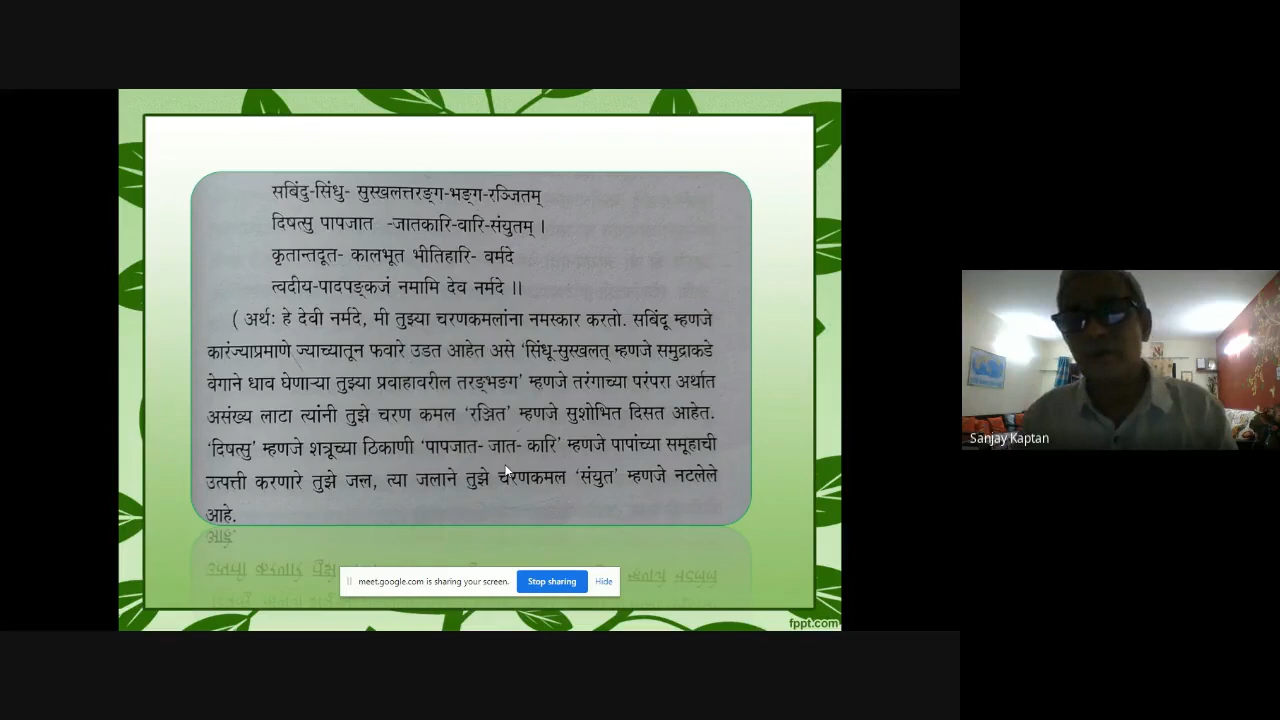 सबिंदु-सिंधु- सुस्खलत्तरङ्ग-भङ्ग-रञ्जितम्
दिषत्सु पापजात -जातकारि-वारि-संयुतम् ।
कृतान्तदूत- कालभूत भीतिहारि- वर्मदे
त्वदीय-पादपङ्कजं नमामि देव नर्मदे ।।
( अर्थः हे देवी नर्मदे, मी तुझ्या चरणकमलांना नमस्कार करतो. सबिंदू म्हणजे
कारंज्याप्रमाणे ज्याच्यातून फवारे उडत आहेत असे 'सिंधू-सुस्खलत् म्हणजे समुद्राकडे
वेगाने धाव घेणाऱ्या तुझ्या प्रवाहावरील तरङ्भङग' म्हणजे तरंगाच्या परंपरा अर्थात
असंख्य लाटा त्यांनी तुझे चरण कमल 'रञ्जित' म्हणजे सुशोभित दिसत आहेत.
'दिषत्सु' म्हणजे शत्रूच्या ठिकाणी 'पापजात- जात- कारि' म्हणजे पापांच्या समूहाची
उत्पत्ती करणारे तुझे जल, त्या जलाने तुझे चरणकमल 'संयुत' म्हणजे नटलेले
आहे.
meet.google.com is sharing your screen.
Stop sharing
Hide
fppt.com
Sanjay Kaptan